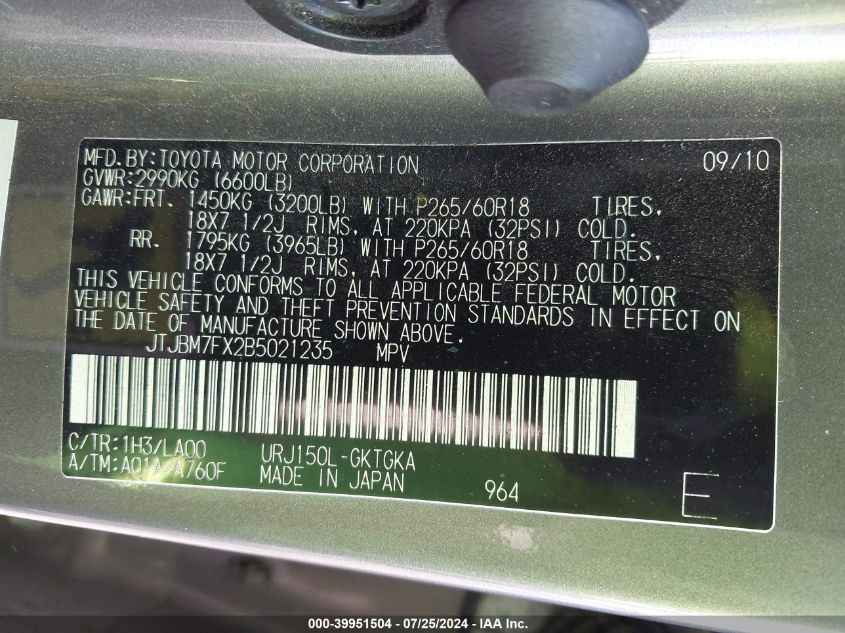 MFD.BY:TOYOTA MOTOR CORPORATION 09/10
GVWR:2990KG (6600LB)
GAWR:FRT. 1450KG (3200LB) WITH P265/60R18 TIRES,
18X7 1/2J RIMS, AT 220KPA (32PSI) COLD.
RR. 1795KG (3965LB) WITH P265/60R18 TIRES,
18X7 1/2J RIMS, AT 220KPA (32PSI) COLD.
THIS VEHICLE CONFORMS TO ALL APPLICABLE FEDERAL MOTOR
VEHICLE SAFETY AND THEFT PREVENTION STANDARDS IN EFFECT ON
THE DATE OF MANUFACTURE SHOWN ABOVE.
JTJBM7FX2B5021235 MPV
C/TR:1H3/LA00 URJ150L-GKTGKA
A/TM:A01A/A760F MADE IN JAPAN 964 E
000-39951504 / 07/25/2024 - IAA Inc.